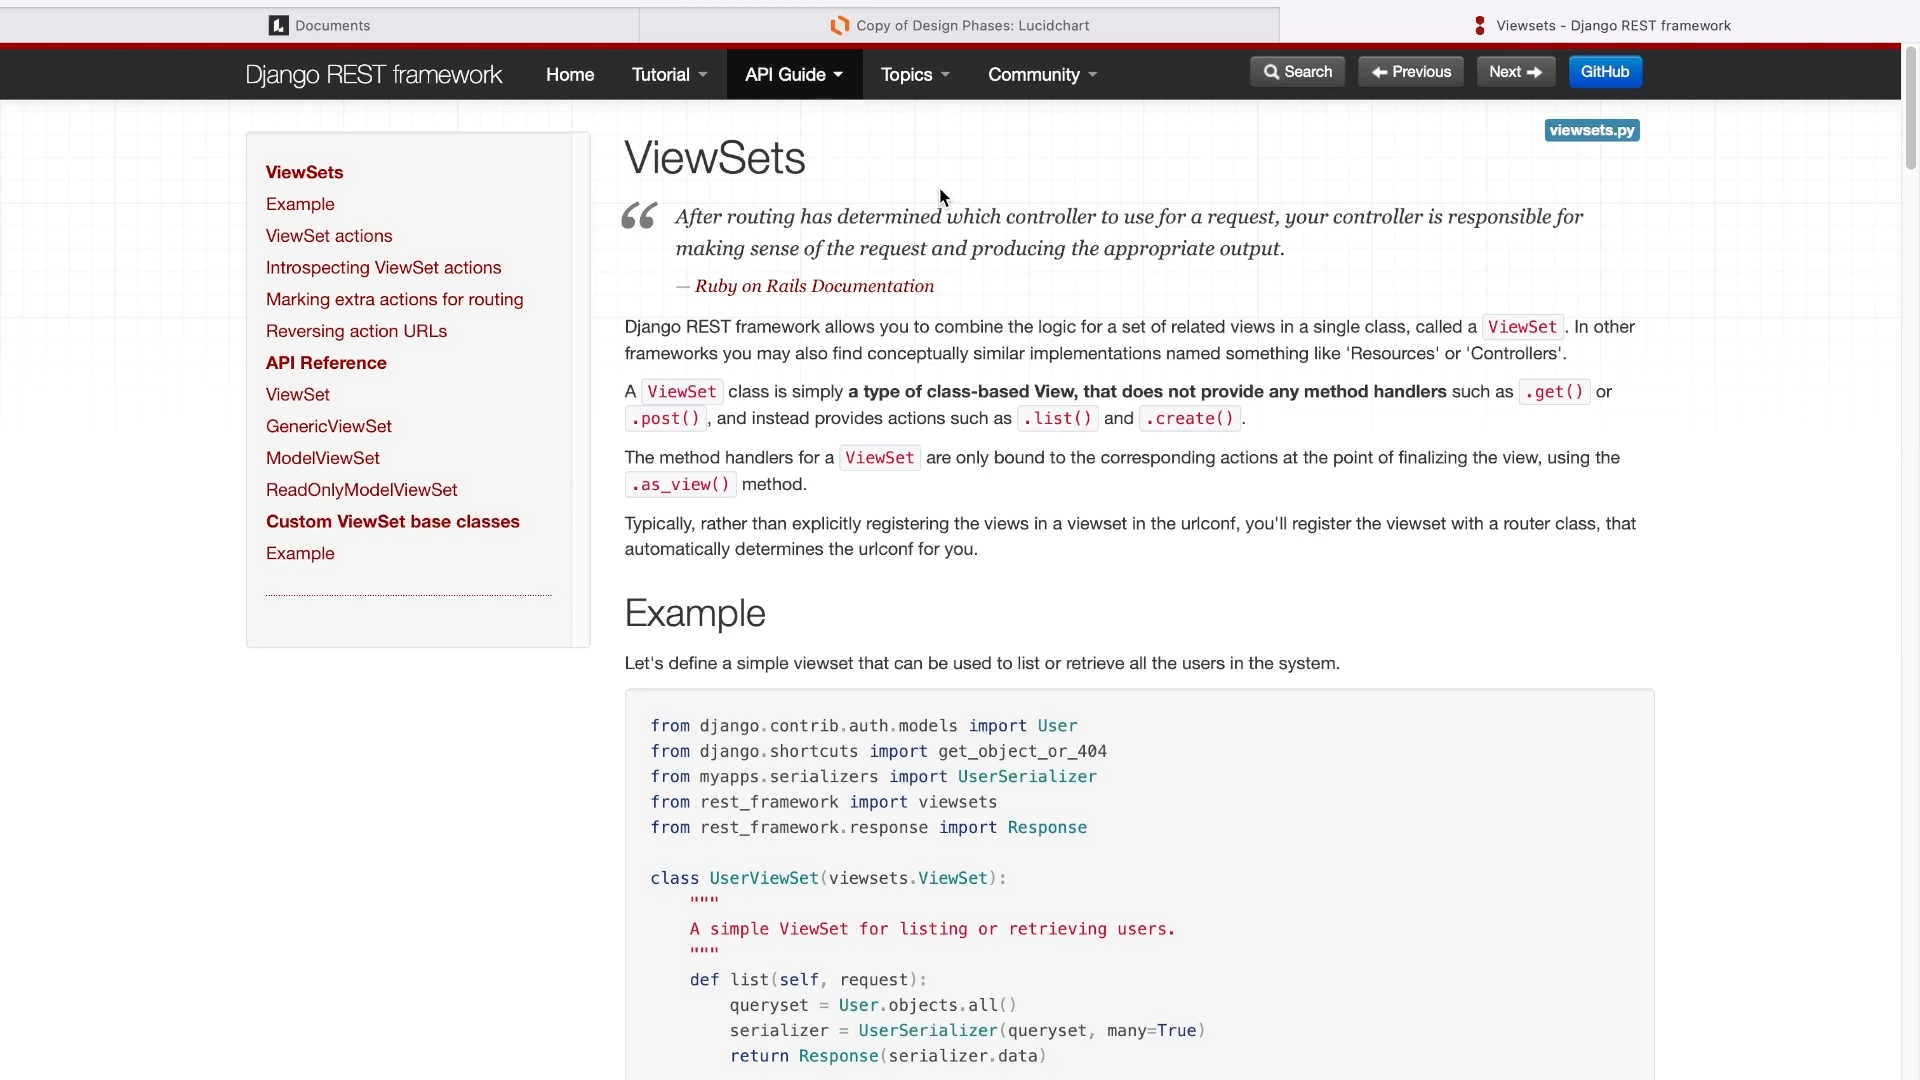 Documents
Copy of Design Phases: Lucidchart
Viewsets - Django REST framework
Django REST framework
Home
Tutorial
API Guide
Topics
Community
Search
Previous
Next
GitHub
viewsets.py
ViewSets
Example
ViewSet actions
Introspecting ViewSet actions
Marking extra actions for routing
Reversing action URLs
API Reference
ViewSet
GenericViewSet
ModelViewSet
ReadOnlyModelViewSet
Custom ViewSet base classes
Example
ViewSets
“ After routing has determined which controller to use for a request, your controller is responsible for
making sense of the request and producing the appropriate output.
— Ruby on Rails Documentation
Django REST framework allows you to combine the logic for a set of related views in a single class, called a ViewSet. In other
frameworks you may also find conceptually similar implementations named something like 'Resources' or 'Controllers'.
A ViewSet class is simply a type of class-based View, that does not provide any method handlers such as .get() or
.post(), and instead provides actions such as .list() and .create().
The method handlers for a ViewSet are only bound to the corresponding actions at the point of finalizing the view, using the
.as_view() method.
Typically, rather than explicitly registering the views in a viewset in the urlconf, you'll register the viewset with a router class, that
automatically determines the urlconf for you.
Example
Let's define a simple viewset that can be used to list or retrieve all the users in the system.
from django.contrib.auth.models import User
from django.shortcuts import get_object_or_404
from myapps.serializers import UserSerializer
from rest_framework import viewsets
from rest_framework.response import Response
class UserViewSet(viewsets.ViewSet):
"""
A simple ViewSet for listing or retrieving users.
"""
def list(self, request):
queryset = User.objects.all()
serializer = UserSerializer(queryset, many=True)
return Response(serializer.data)